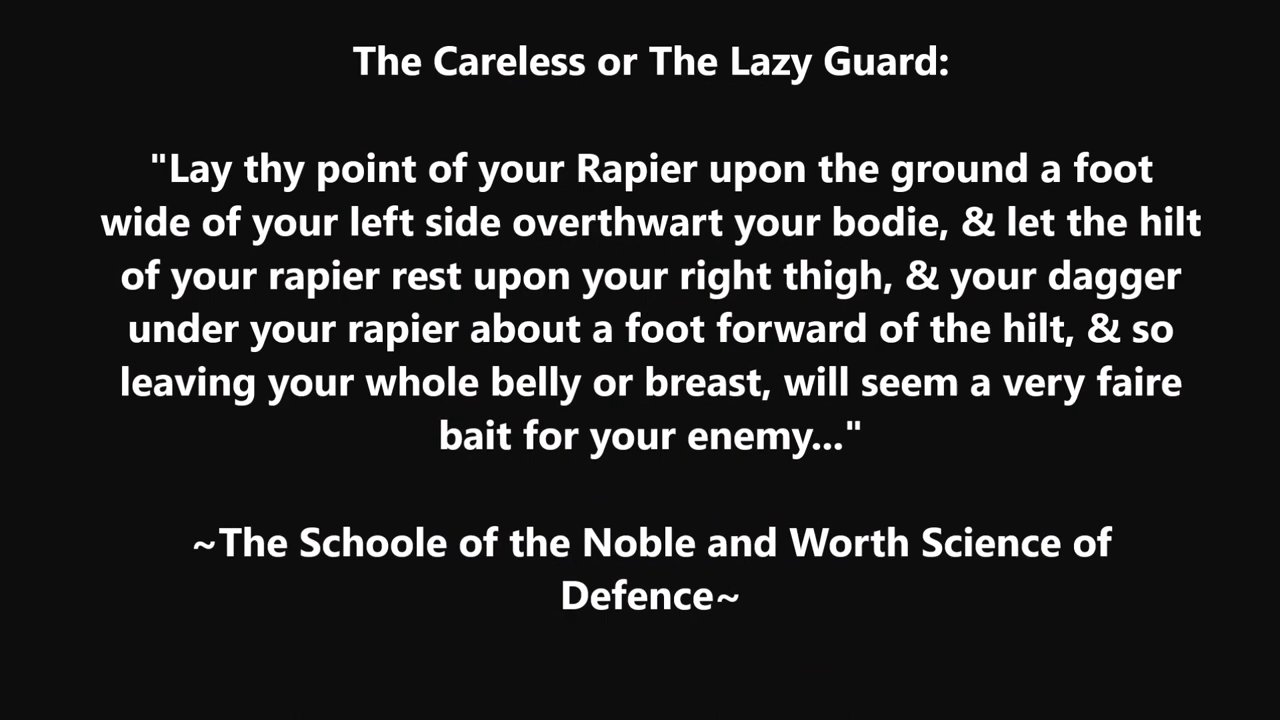 The Careless or The Lazy Guard:
"Lay thy point of your Rapier upon the ground a foot
wide of your left side overthwart your bodie, & let the hilt
of your rapier rest upon your right thigh, & your dagger
under your rapier about a foot forward of the hilt, & so
leaving your whole belly or breast, will seem a very faire
bait for your enemy..."
~The Schoole of the Noble and Worth Science of
Defence~